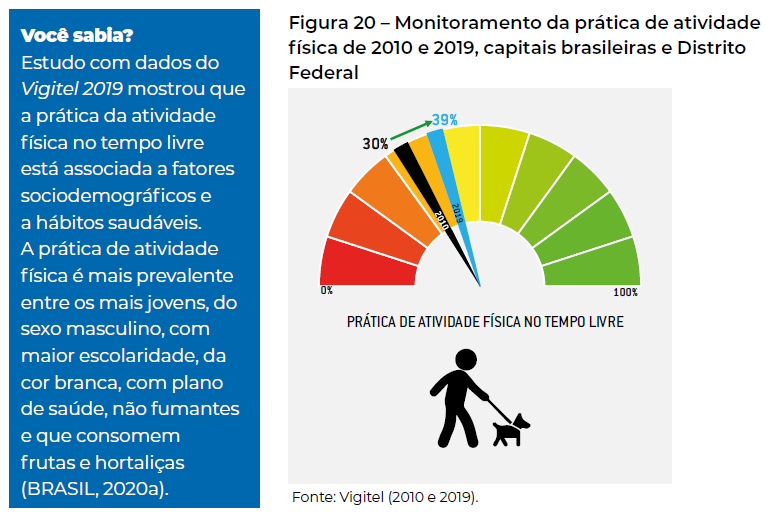 Você sabia?
Estudo com dados do
Vigitel 2019 mostrou que
a prática da atividade
física no tempo livre
está associada a fatores
sociodemográficos e
a hábitos saudáveis.
A prática de atividade
física é mais prevalente
entre os mais jovens, do
sexo masculino, com
maior escolaridade, da
cor branca, com plano
de saúde, não fumantes
e que consomem
frutas e hortaliças
(BRASIL, 2020a).
Figura 20 – Monitoramento da prática de atividade
física de 2010 e 2019, capitais brasileiras e Distrito
Federal
39%
30%
2010
2019
0%
100%
PRÁTICA DE ATIVIDADE FÍSICA NO TEMPO LIVRE
Fonte: Vigitel (2010 e 2019).